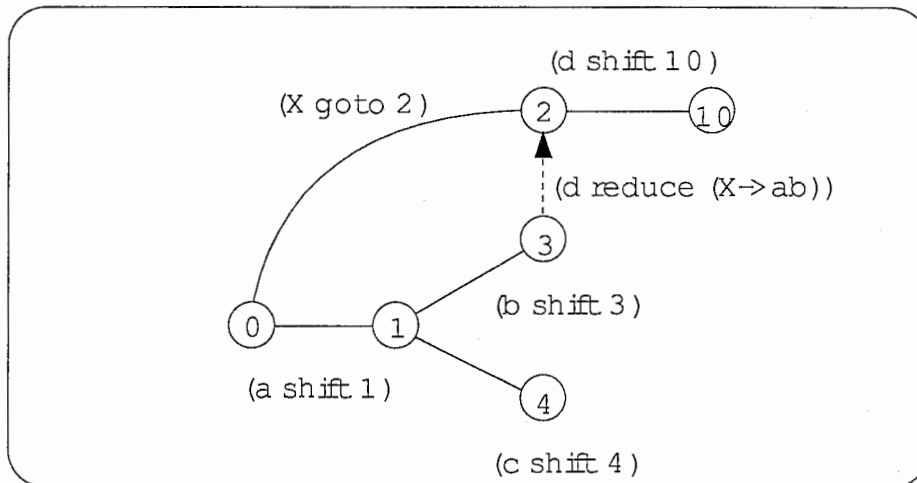 (d shift 10)
(X goto 2)
2
10
(d reduce (X->ab))
3
(b shift 3)
0
1
(a shift 1)
4
(c shift 4)